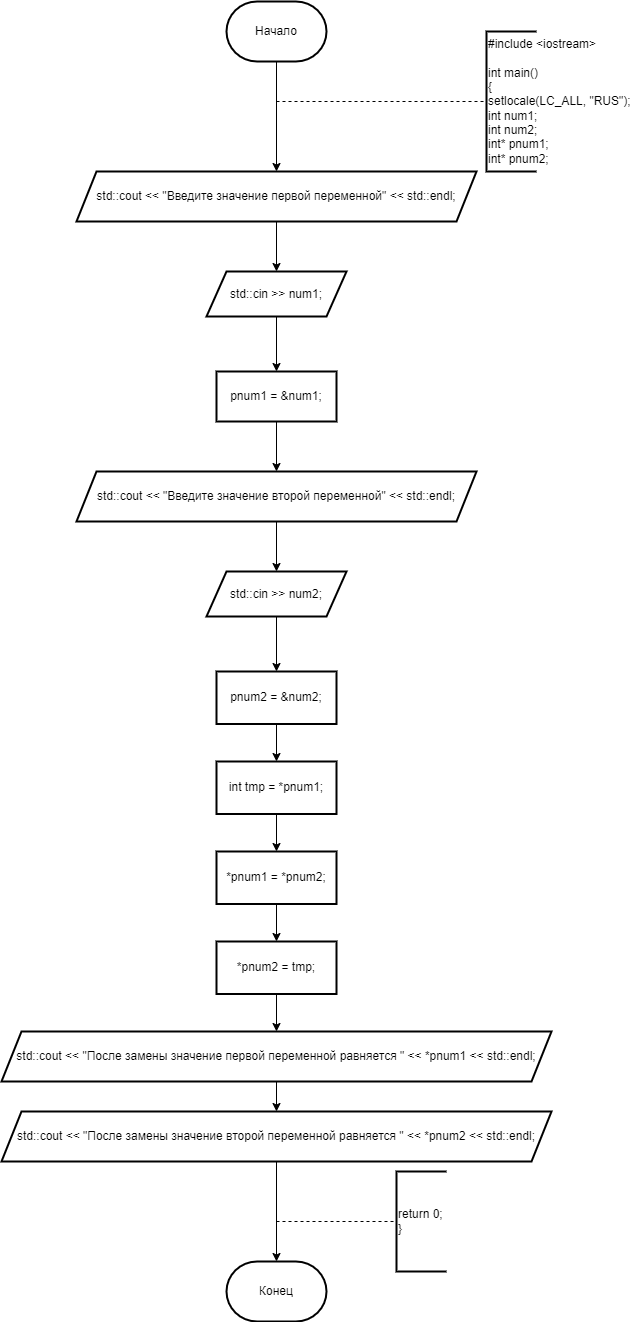 Начало
#include <iostream>
int main()
{
setlocale(LC_ALL, "RUS");
int num1;
int num2;
int* pnum1;
int* pnum2;
std::cout << "Введите значение первой переменной" << std::endl;
std::cin >> num1;
pnum1 = &num1;
std::cout << "Введите значение второй переменной" << std::endl;
std::cin >> num2;
pnum2 = &num2;
int tmp = *pnum1;
*pnum1 = *pnum2;
*pnum2 = tmp;
std::cout << "После замены значение первой переменной равняется " << *pnum1 << std::endl;
std::cout << "После замены значение второй переменной равняется " << *pnum2 << std::endl;
return 0;
}
Конец